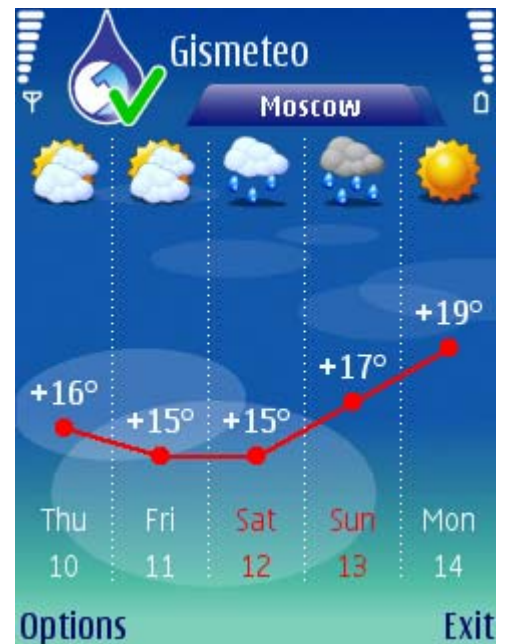 Gismeteo
Moscow
+16° +15° +15° +17° +19°
Thu Fri Sat Sun Mon
10 11 12 13 14
Options Exit